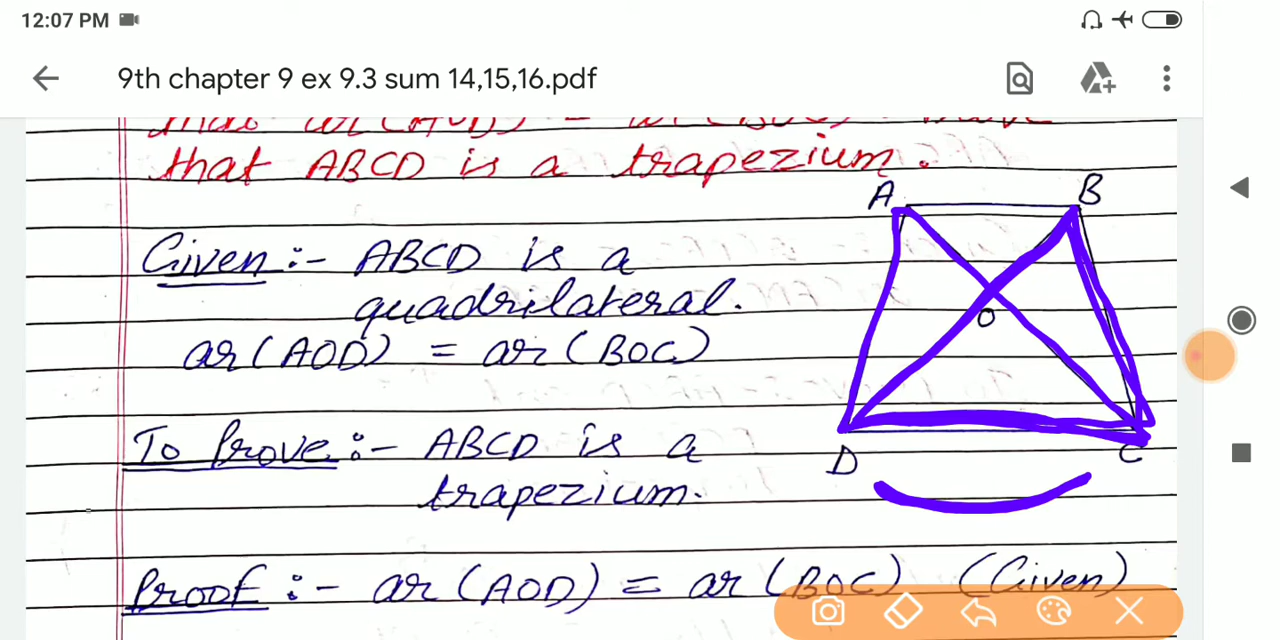 12:07 PM
9th chapter 9 ex 9.3 sum 14,15,16.pdf
that ABCD is a trapezium.
Given :- ABCD is a
quadrilateral.
ar (AOD) = ar (BOC)
To Prove :- ABCD is a
trapezium.
Proof :- ar (AOD) = ar (BOC) (Given)
A
B
O
D
C